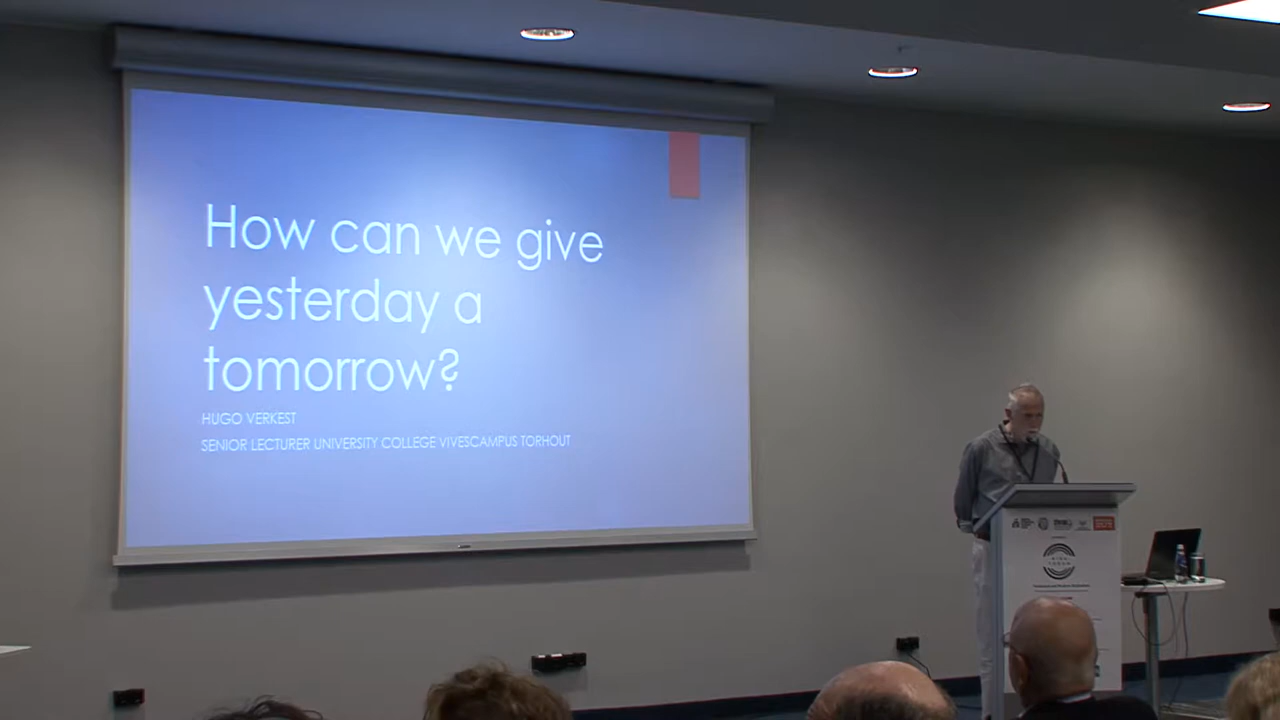 How can we give
yesterday a
tomorrow?
HUGO VERKEST
SENIOR LECTURER UNIVERSITY COLLEGE VIVESCAMPUS TORHOUT